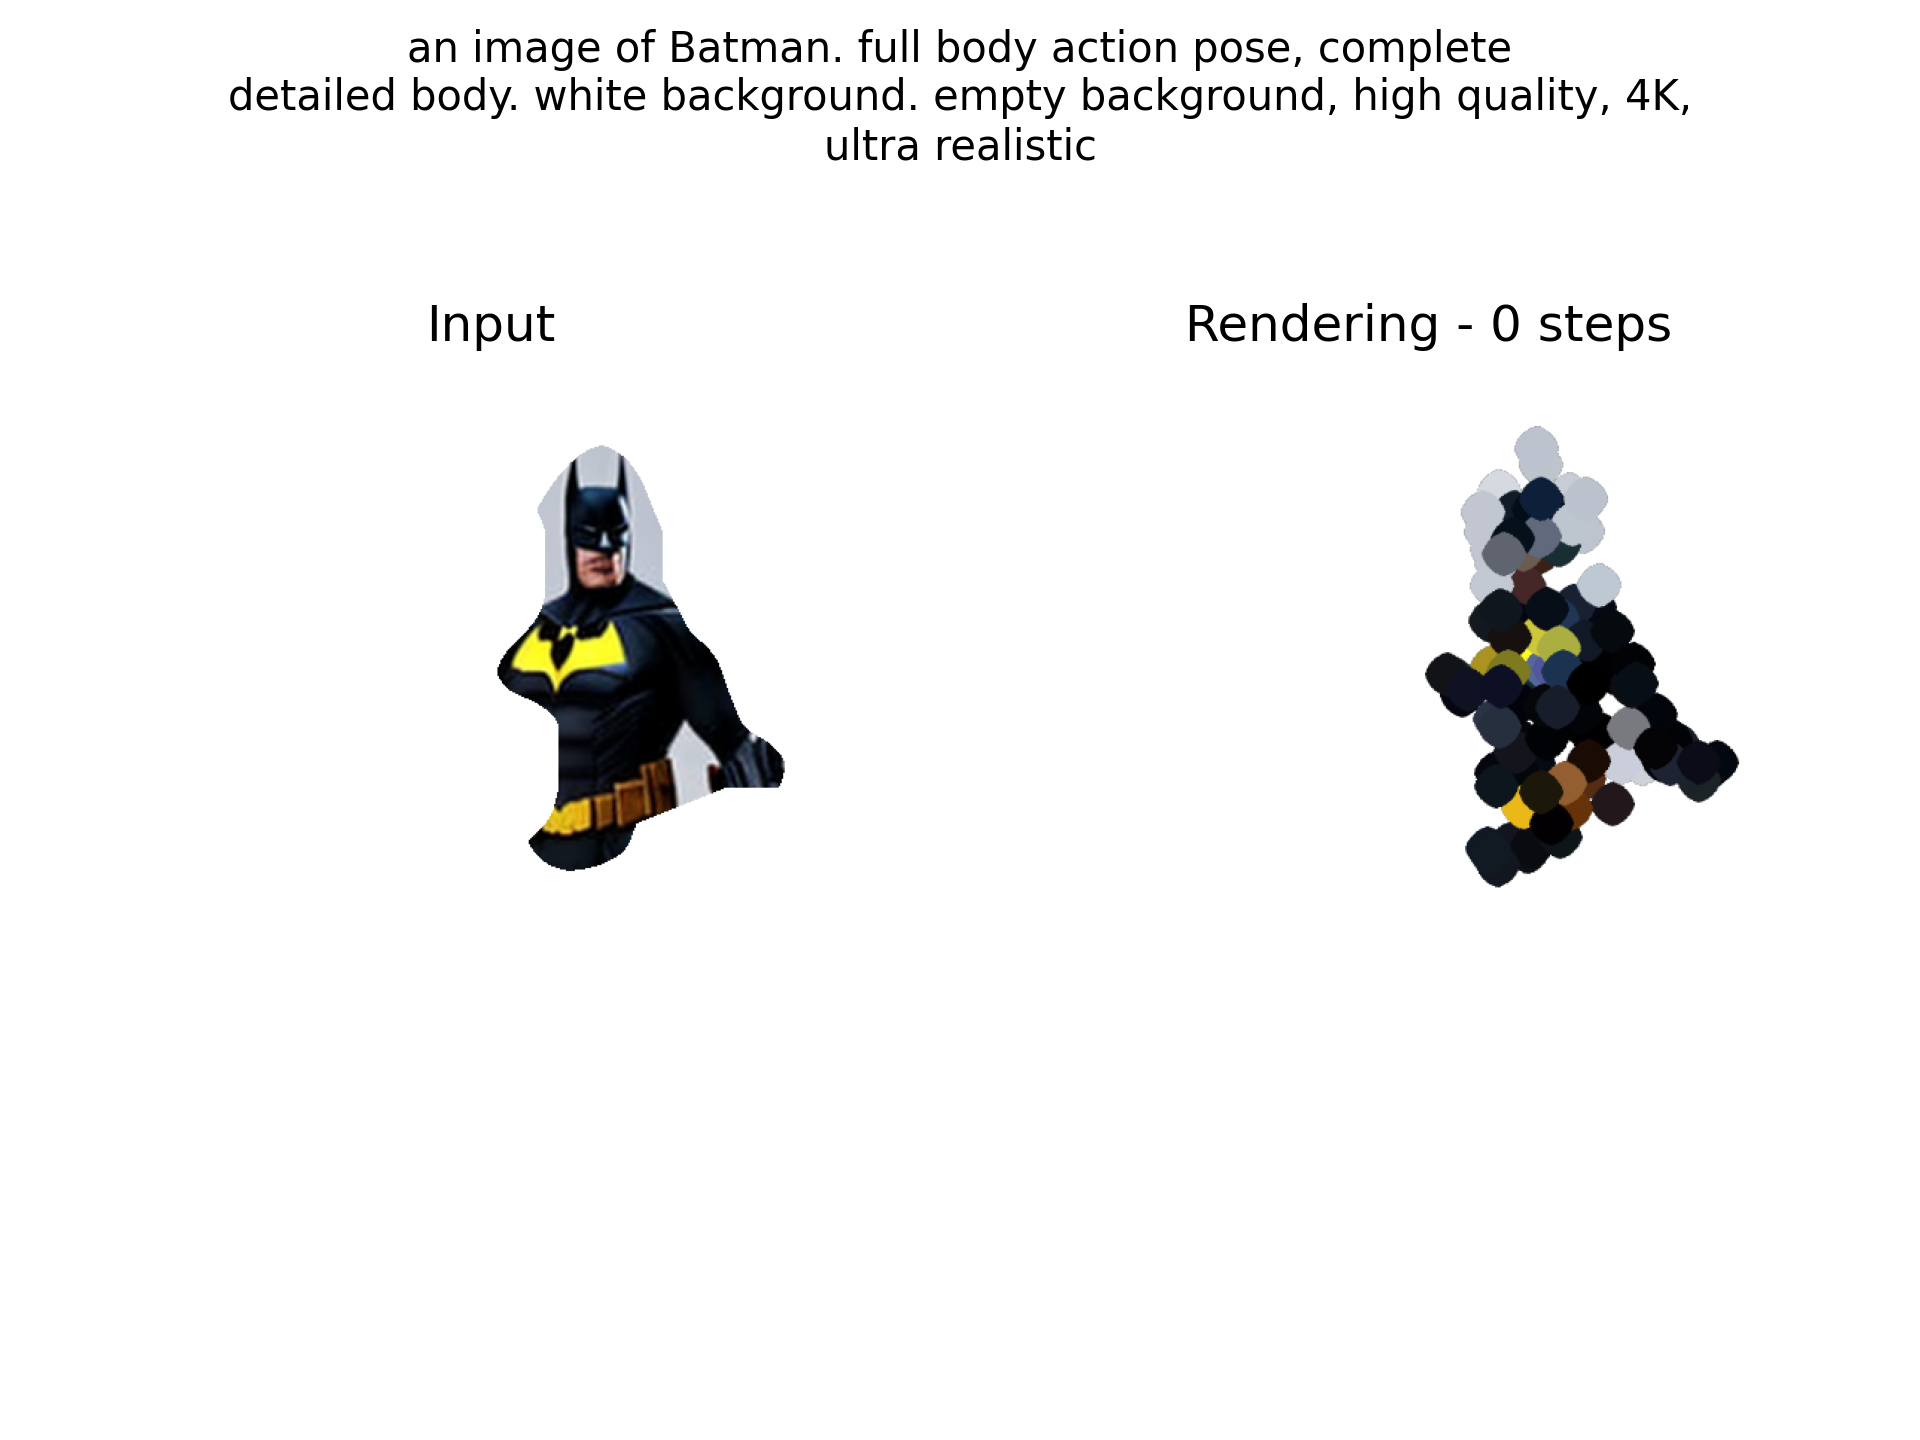 an image of Batman. full body action pose, complete
detailed body. white background. empty background, high quality, 4K,
ultra realistic
Input
Rendering - 0 steps